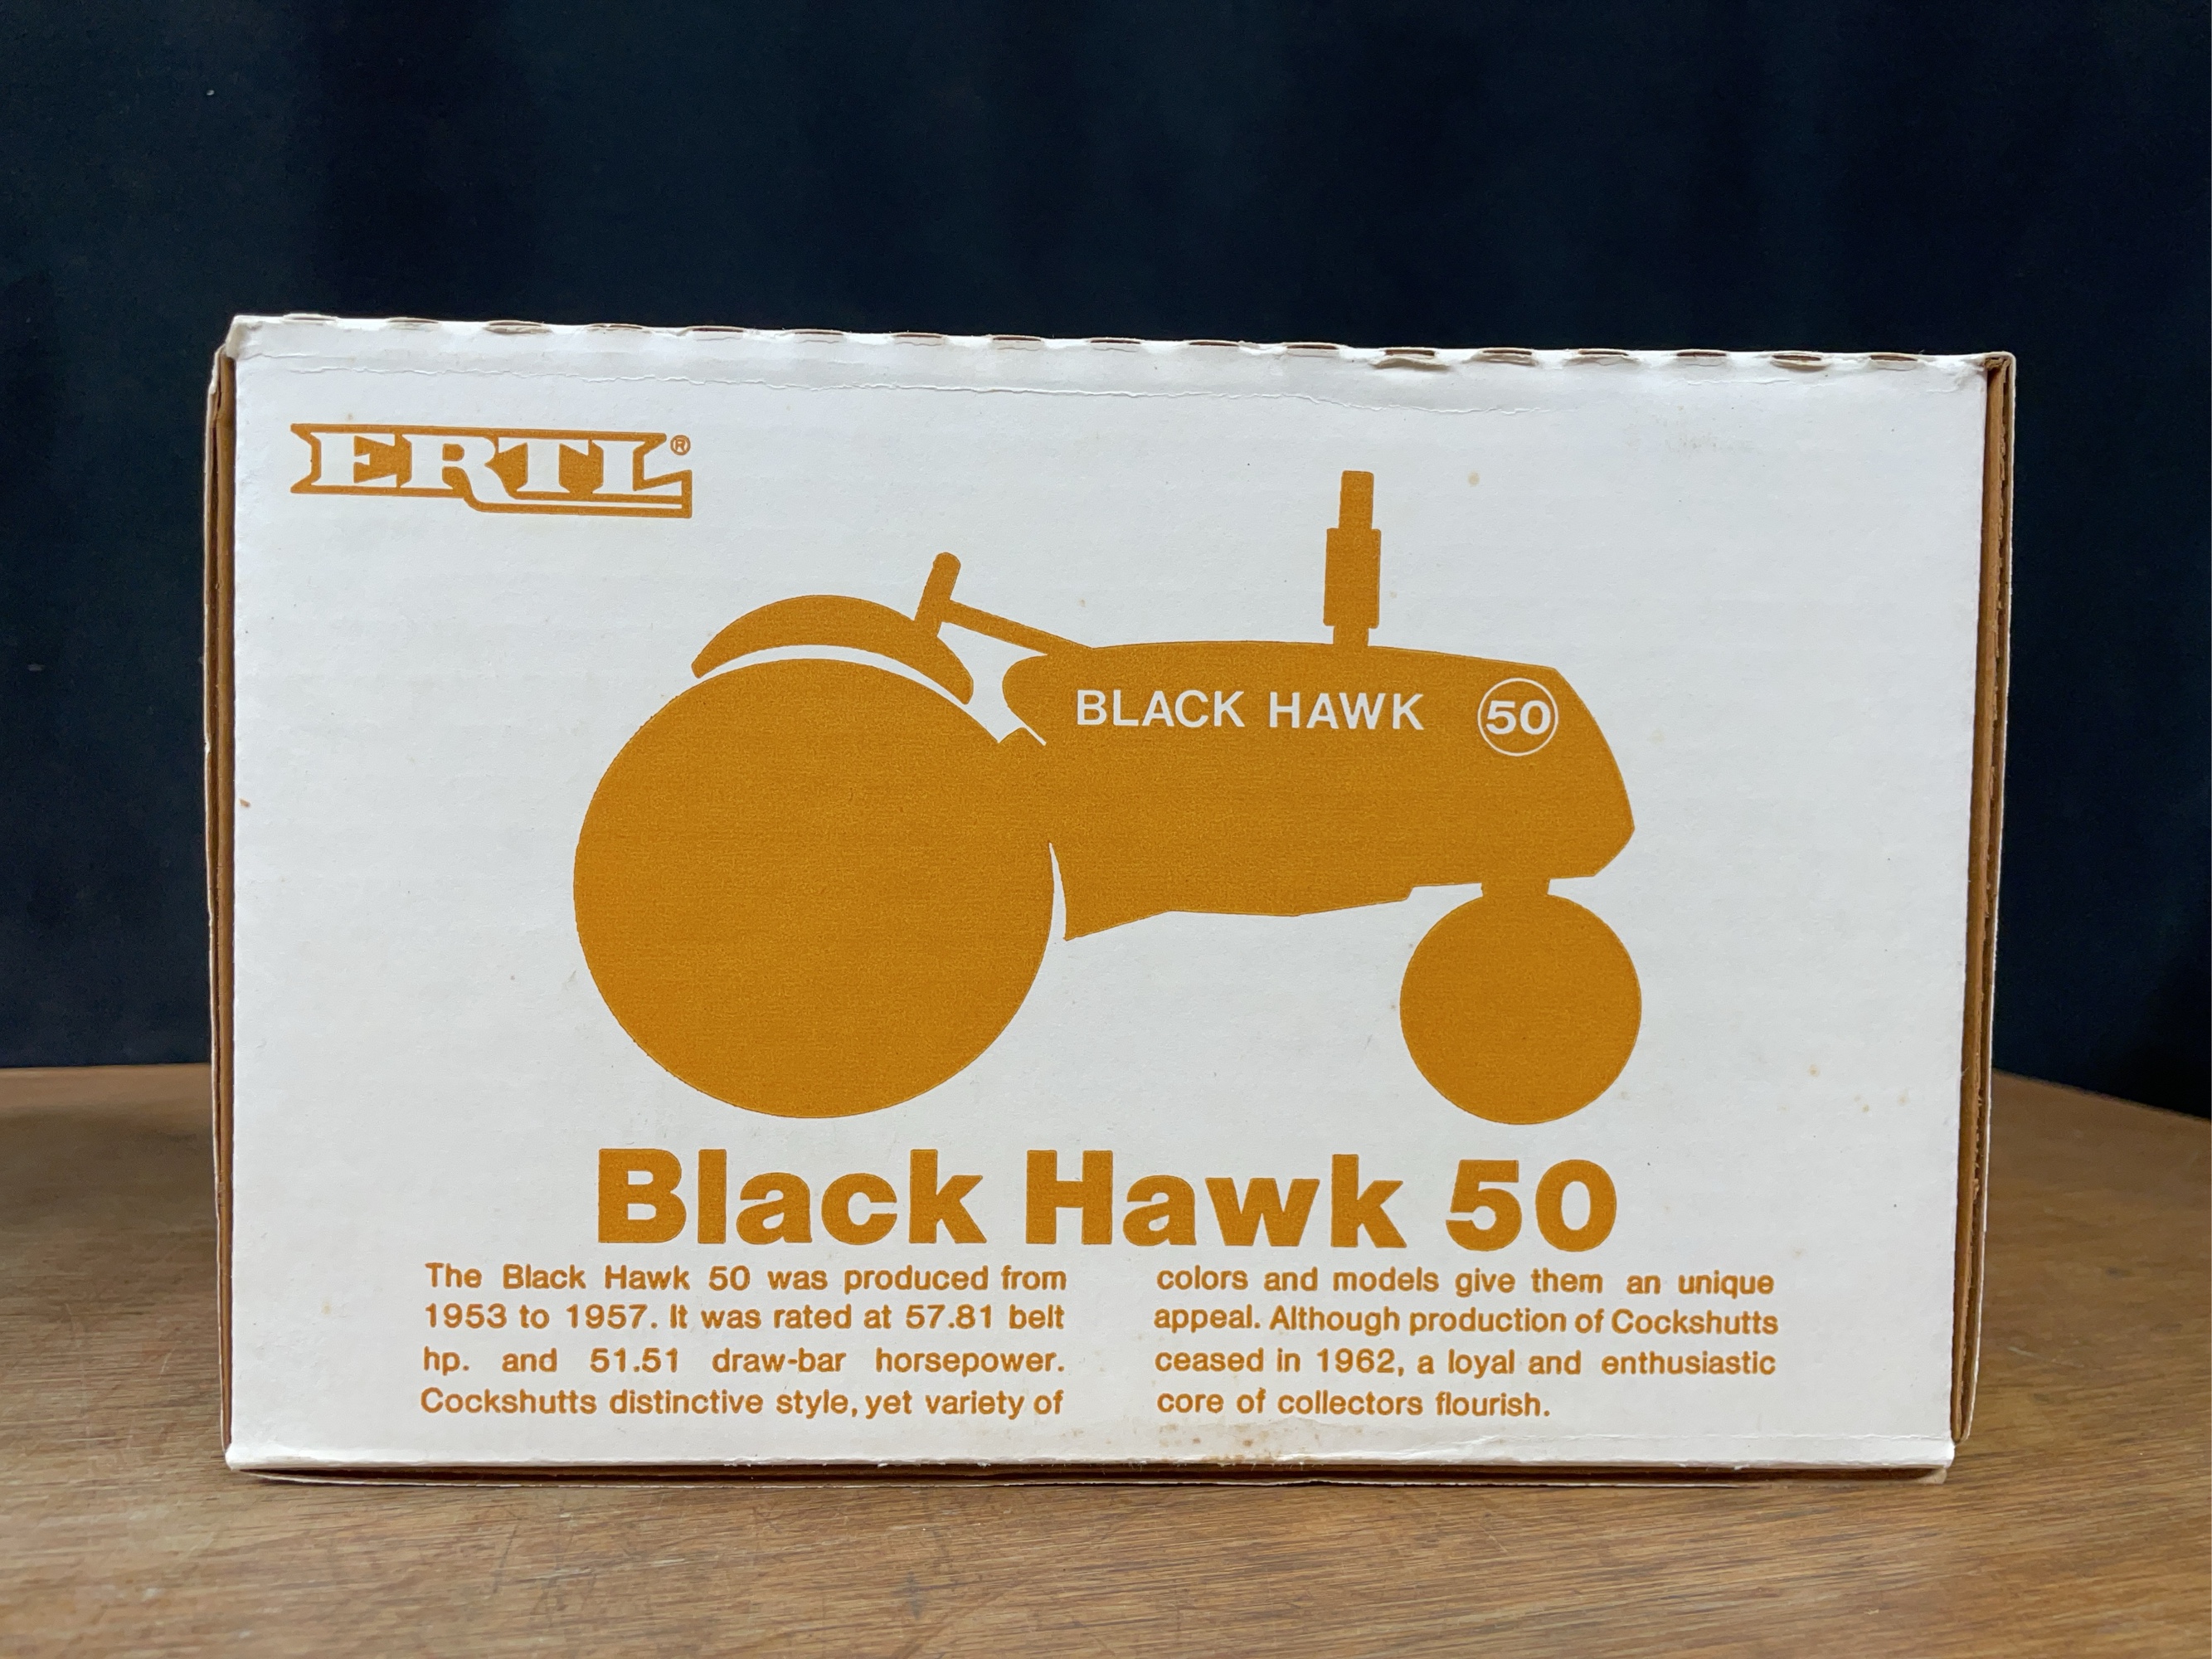 ERTL®
BLACK HAWK 50
Black Hawk 50
The Black Hawk 50 was produced from
1953 to 1957. It was rated at 57.81 belt
hp. and 51.51 draw-bar horsepower.
Cockshutts distinctive style, yet variety of
colors and models give them an unique
appeal. Although production of Cockshutts
ceased in 1962, a loyal and enthusiastic
core of collectors flourish.